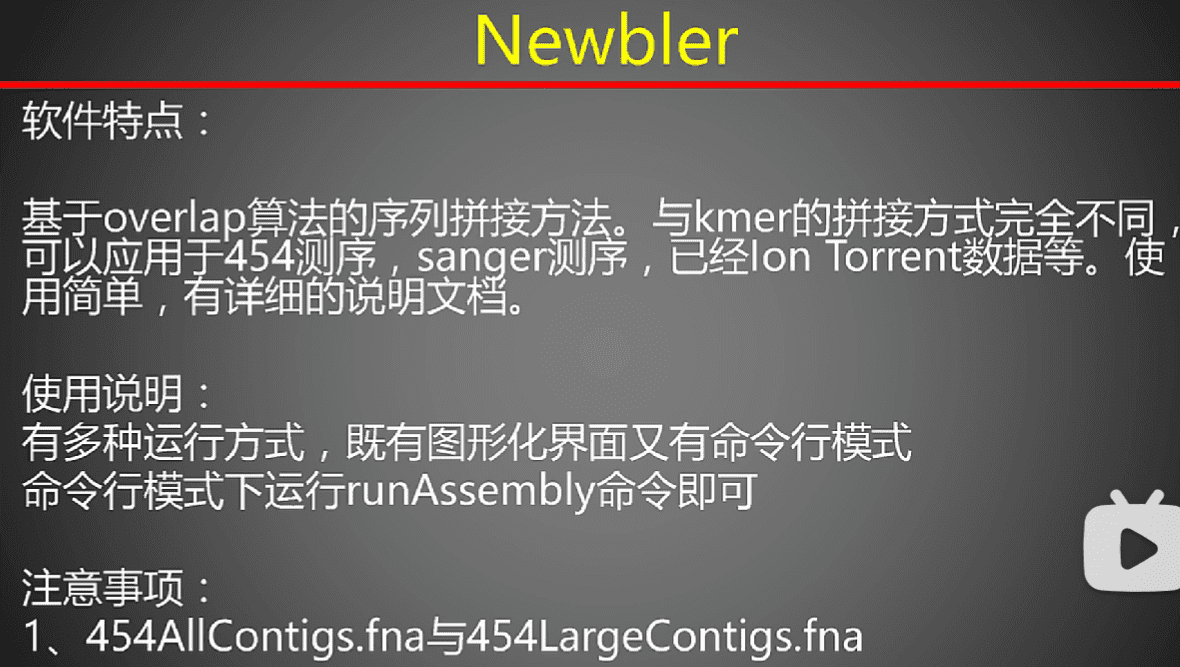 Newbler
软件特点：
基于overlap算法的序列拼接方法。与kmer的拼接方式完全不同，
可以应用于454测序，sanger测序，已经Ion Torrent数据等。使
用简单，有详细的说明文档。
使用说明：
有多种运行方式，既有图形化界面又有命令行模式
命令行模式下运行runAssembly命令即可
注意事项：
1、454AllContigs.fna与454LargeContigs.fna